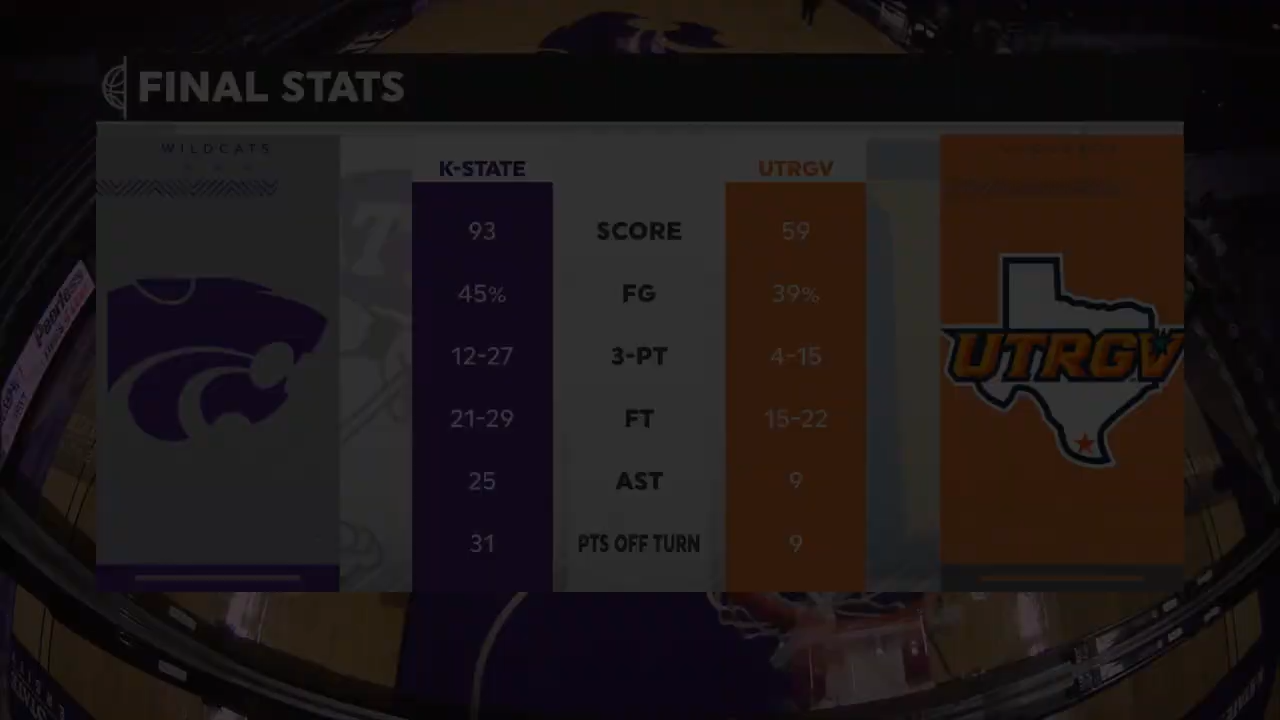 FINAL STATS
WILDCATS
K-STATE UTRGV
93 SCORE 59
45% FG 39%
12-27 3-PT 4-15
21-29 FT 15-22
25 AST 9
31 PTS OFF TURN 9
UTRGV
Peerless